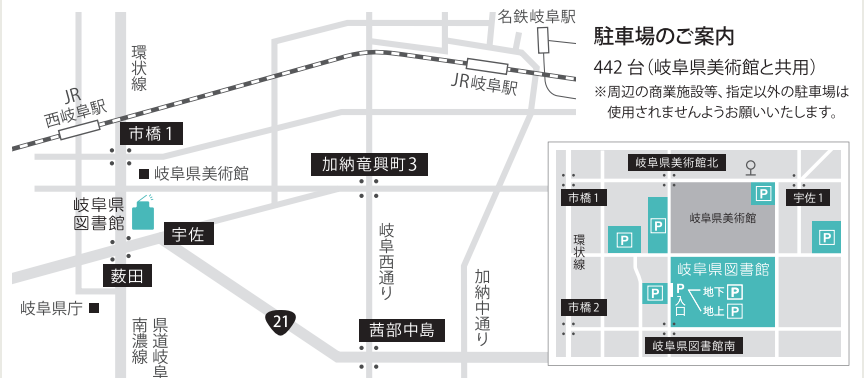 名鉄岐阜駅
環状線
JR
西岐阜駅
JR岐阜駅
市橋1
岐阜県美術館
加納竜興町3
岐阜県
図書館
宇佐
薮田
岐阜県庁
県道岐阜
南濃線
21
岐阜西通り
加納中通り
茜部中島
駐車場のご案内
442台(岐阜県美術館と共用)
※周辺の商業施設等、指定以外の駐車場は
使用されませんようお願いいたします。
岐阜県美術館北
市橋1
宇佐1
P
岐阜県美術館
P
P
P
環状線
岐阜県図書館
P
P
入口
地下 P
地上 P
市橋2
岐阜県図書館南